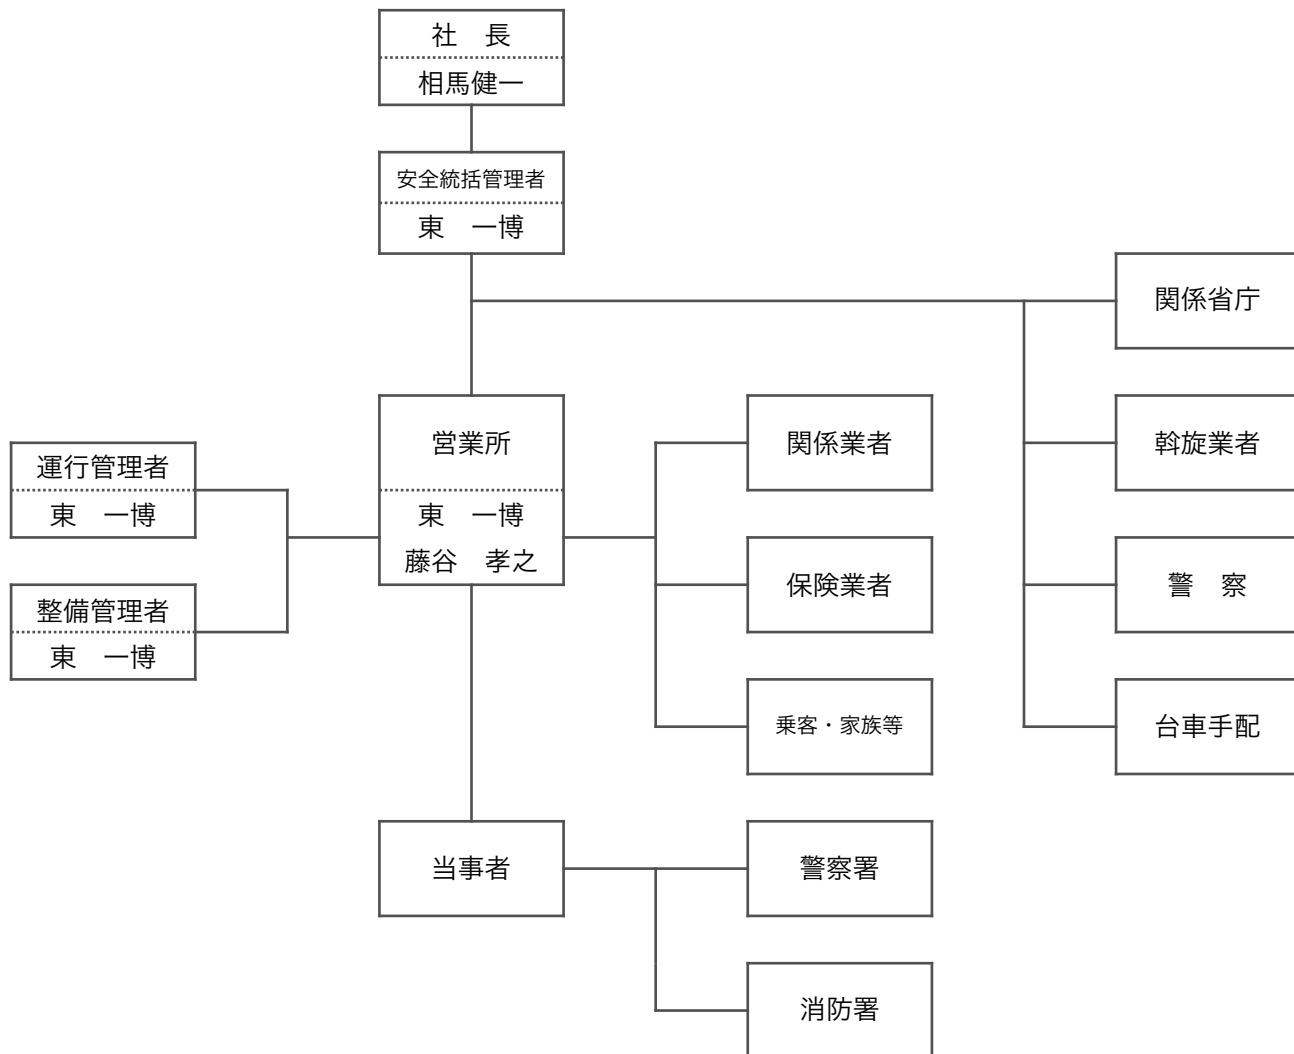 社　長
相馬健一
安全統括管理者
東　一博
関係省庁
営業所
東　一博
藤谷　孝之
運行管理者
東　一博
整備管理者
東　一博
関係業者
保険業者
乗客・家族等
斡旋業者
警　察
台車手配
当事者
警察署
消防署